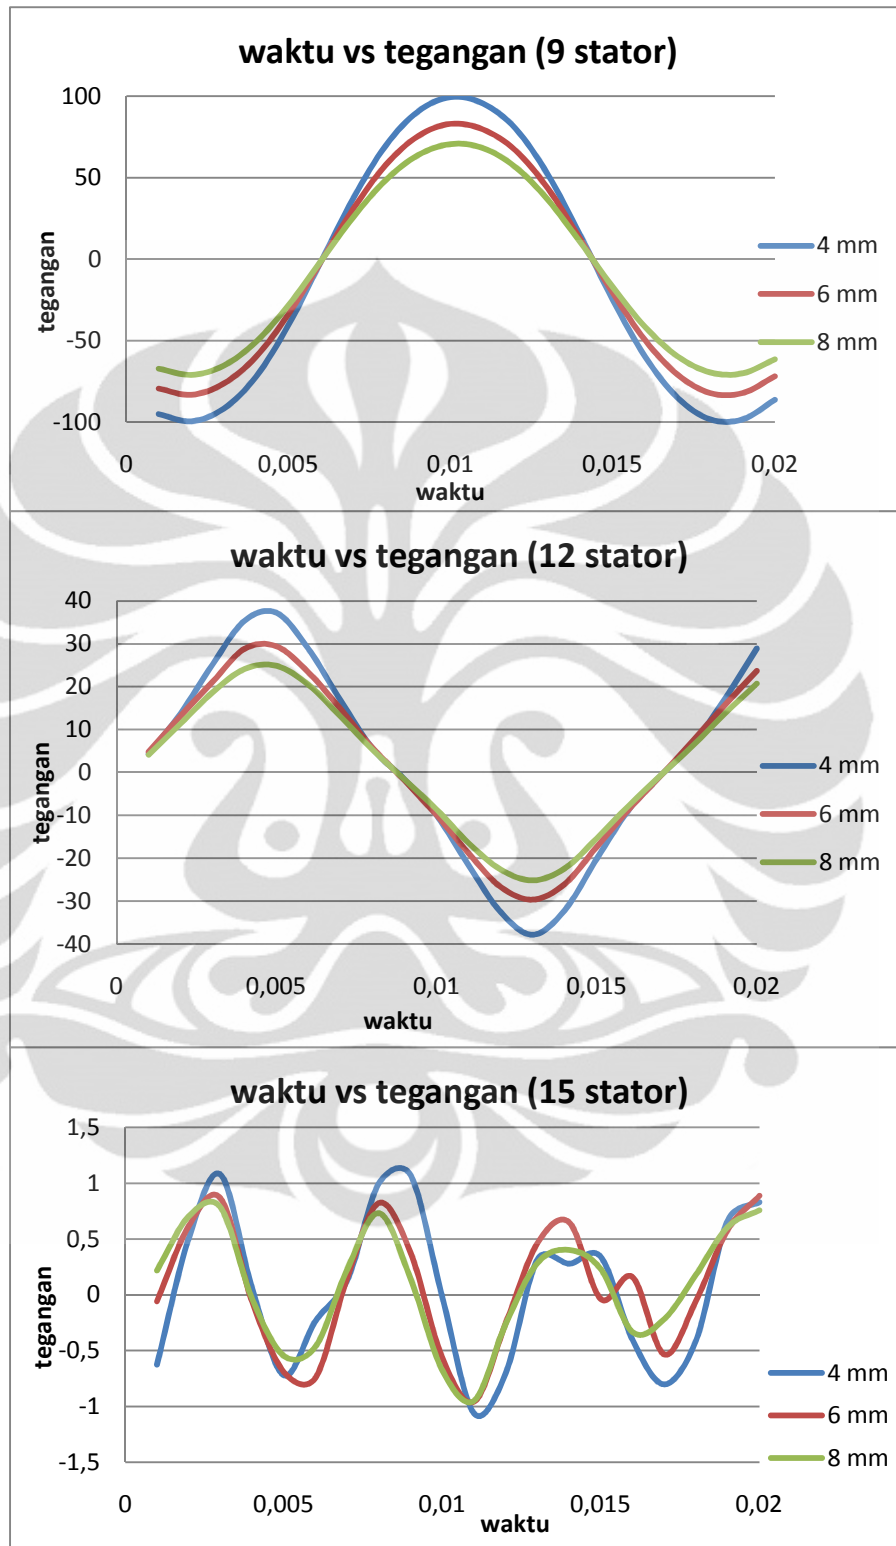 waktu vs tegangan (9 stator)
100
50
0
-50
-100
tegangan
0 0,005 0,01 0,015 0,02
waktu
4 mm
6 mm
8 mm
waktu vs tegangan (12 stator)
40
30
20
10
0
-10
-20
-30
-40
tegangan
0 0,005 0,01 0,015 0,02
waktu
4 mm
6 mm
8 mm
waktu vs tegangan (15 stator)
1,5
1
0,5
0
-0,5
-1
-1,5
tegangan
0 0,005 0,01 0,015 0,02
waktu
4 mm
6 mm
8 mm